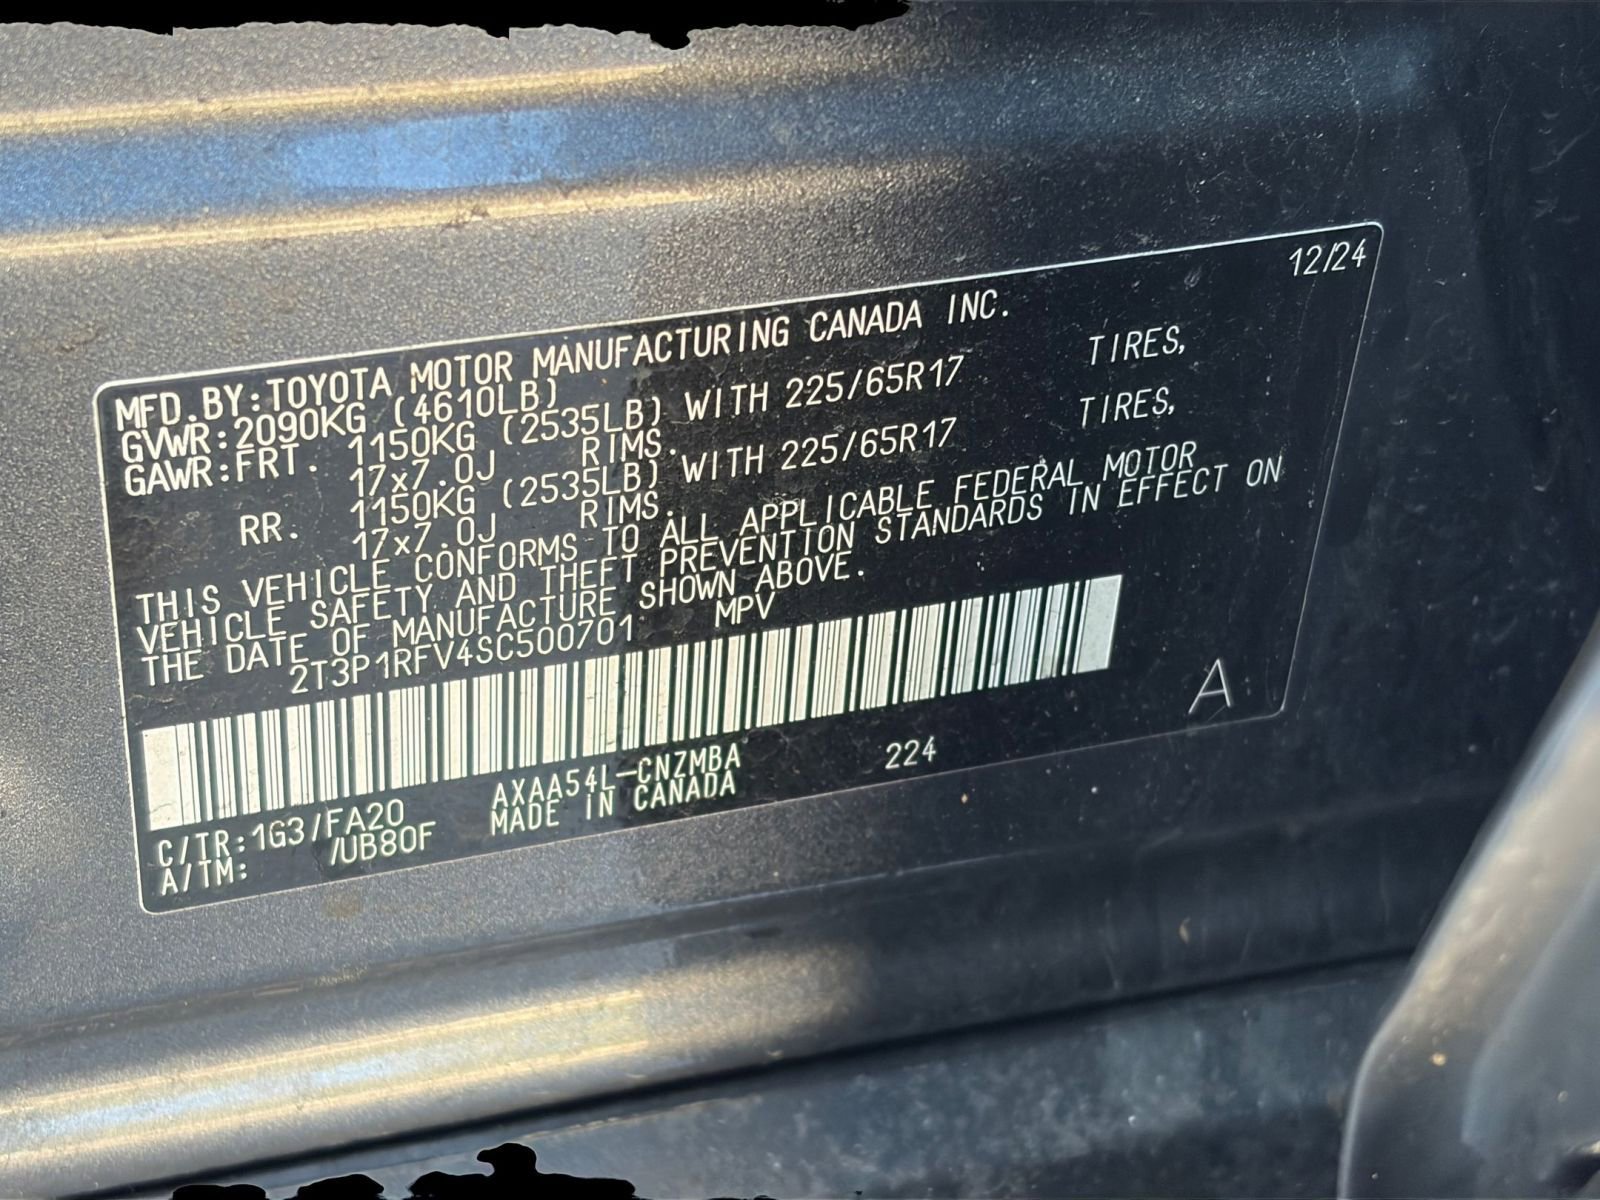 12/24
MFD.BY:TOYOTA MOTOR MANUFACTURING CANADA INC.
GVWR:2090KG (4610LB)
GAWR:FRT. 1150KG (2535LB) WITH 225/65R17 TIRES,
17x7.0J RIMS.
RR. 1150KG (2535LB) WITH 225/65R17 TIRES,
17x7.0J RIMS.
THIS VEHICLE CONFORMS TO ALL APPLICABLE FEDERAL MOTOR
VEHICLE SAFETY AND THEFT PREVENTION STANDARDS IN EFFECT ON
THE DATE OF MANUFACTURE SHOWN ABOVE.
2T3P1RFV4SC500701 MPV
A
C/TR:1G3/FA20 AXAA54L-CNZMBA 224
A/TM: /UB80F MADE IN CANADA